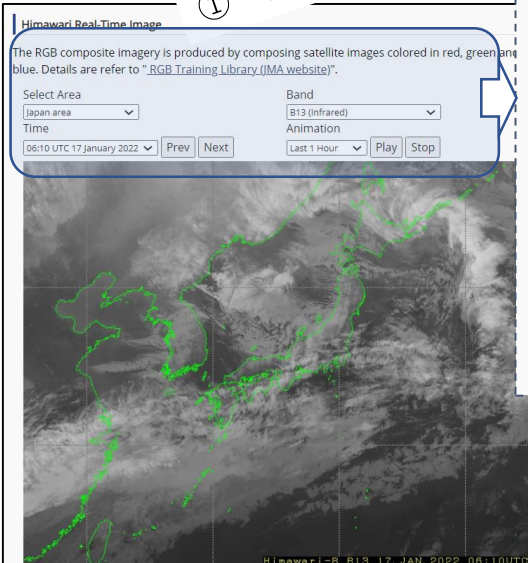 ①
Himawari Real-Time Image
The RGB composite imagery is produced by composing satellite images colored in red, green and
blue. Details are refer to " RGB Training Library (JMA website)".
Select Area Band
Japan area B13 (Infrared)
Time Animation
06:10 UTC 17 January 2022 Prev Next Last 1 Hour Play Stop
Himawari-8 B13 17 JAN 2022 06:10UTC